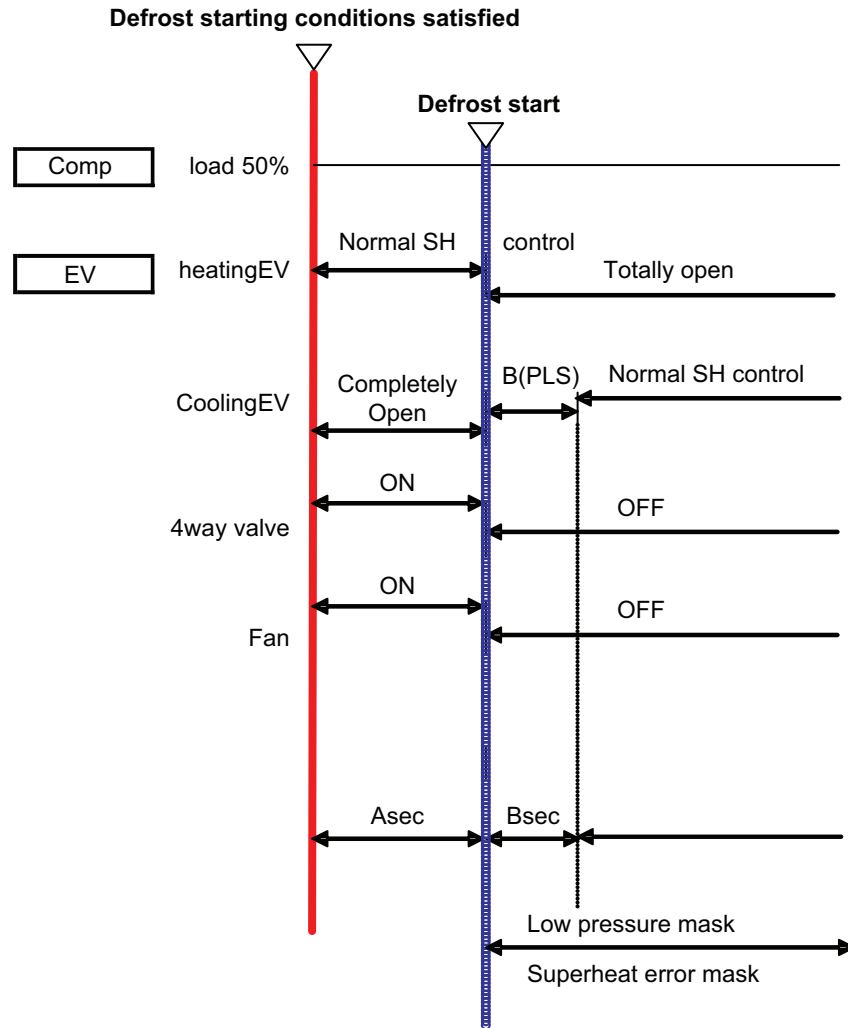 Defrost starting conditions satisfied
Defrost start
Comp load 50%
Normal SH control
EV heatingEV
Totally open
B(PLS) Normal SH control
Completely
Open
CoolingEV
ON
4way valve OFF
ON
OFF
Fan
Asec Bsec
Low pressure mask
Superheat error mask